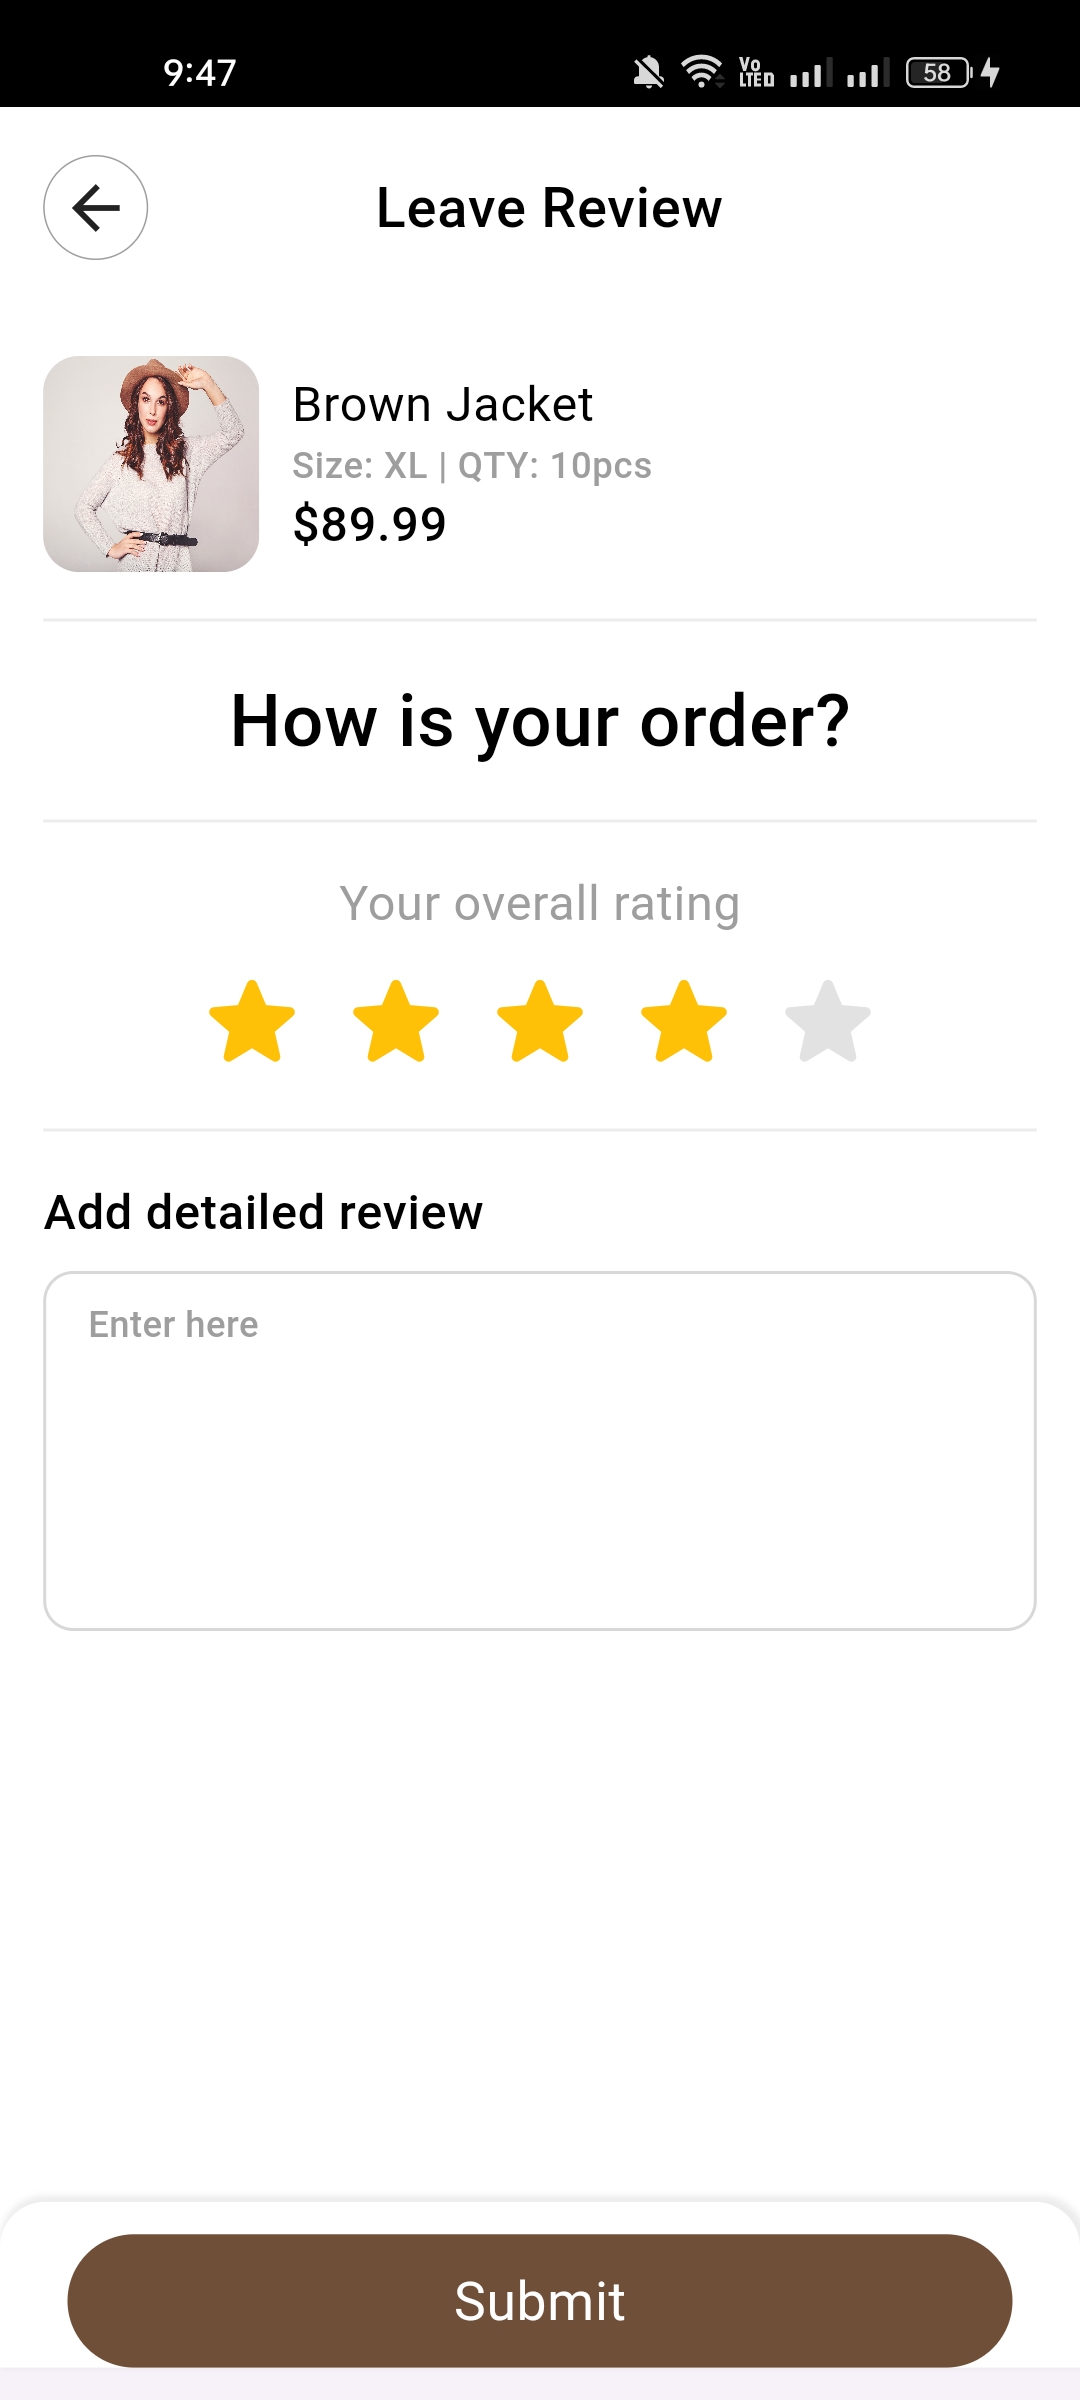 9:47
Vo
LTED
58
Leave Review
Brown Jacket
Size: XL | QTY: 10pcs
$89.99
How is your order?
Your overall rating
Add detailed review
Enter here
Submit